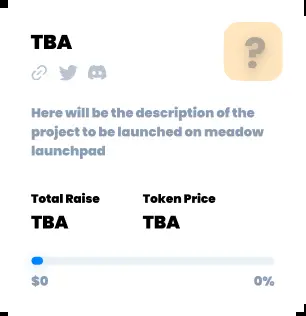 TBA
?
Here will be the description of the
project to be launched on meadow
launchpad
Total Raise
Token Price
TBA
TBA
$0
0%